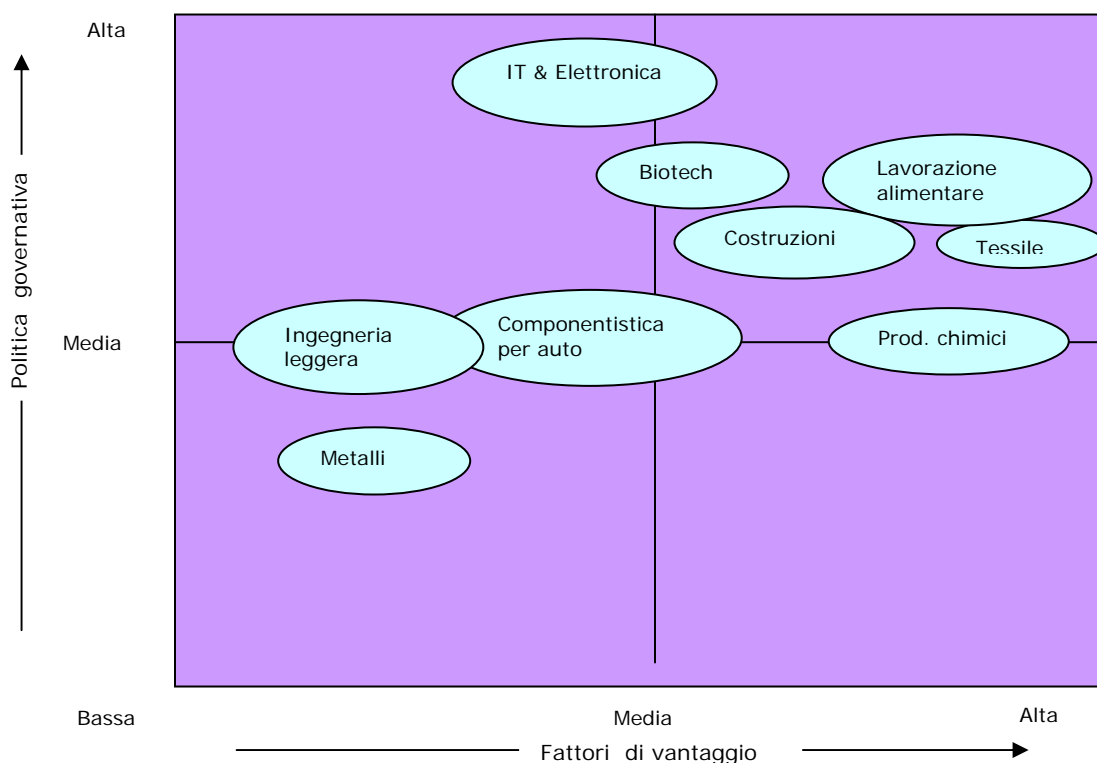 Alta
IT & Elettronica
Biotech
Lavorazione
alimentare
Costruzioni
Tessile
Politica governativa
Media
Ingegneria
leggera
Componentistica
per auto
Prod. chimici
Metalli
Bassa
Media
Alta
Fattori di vantaggio